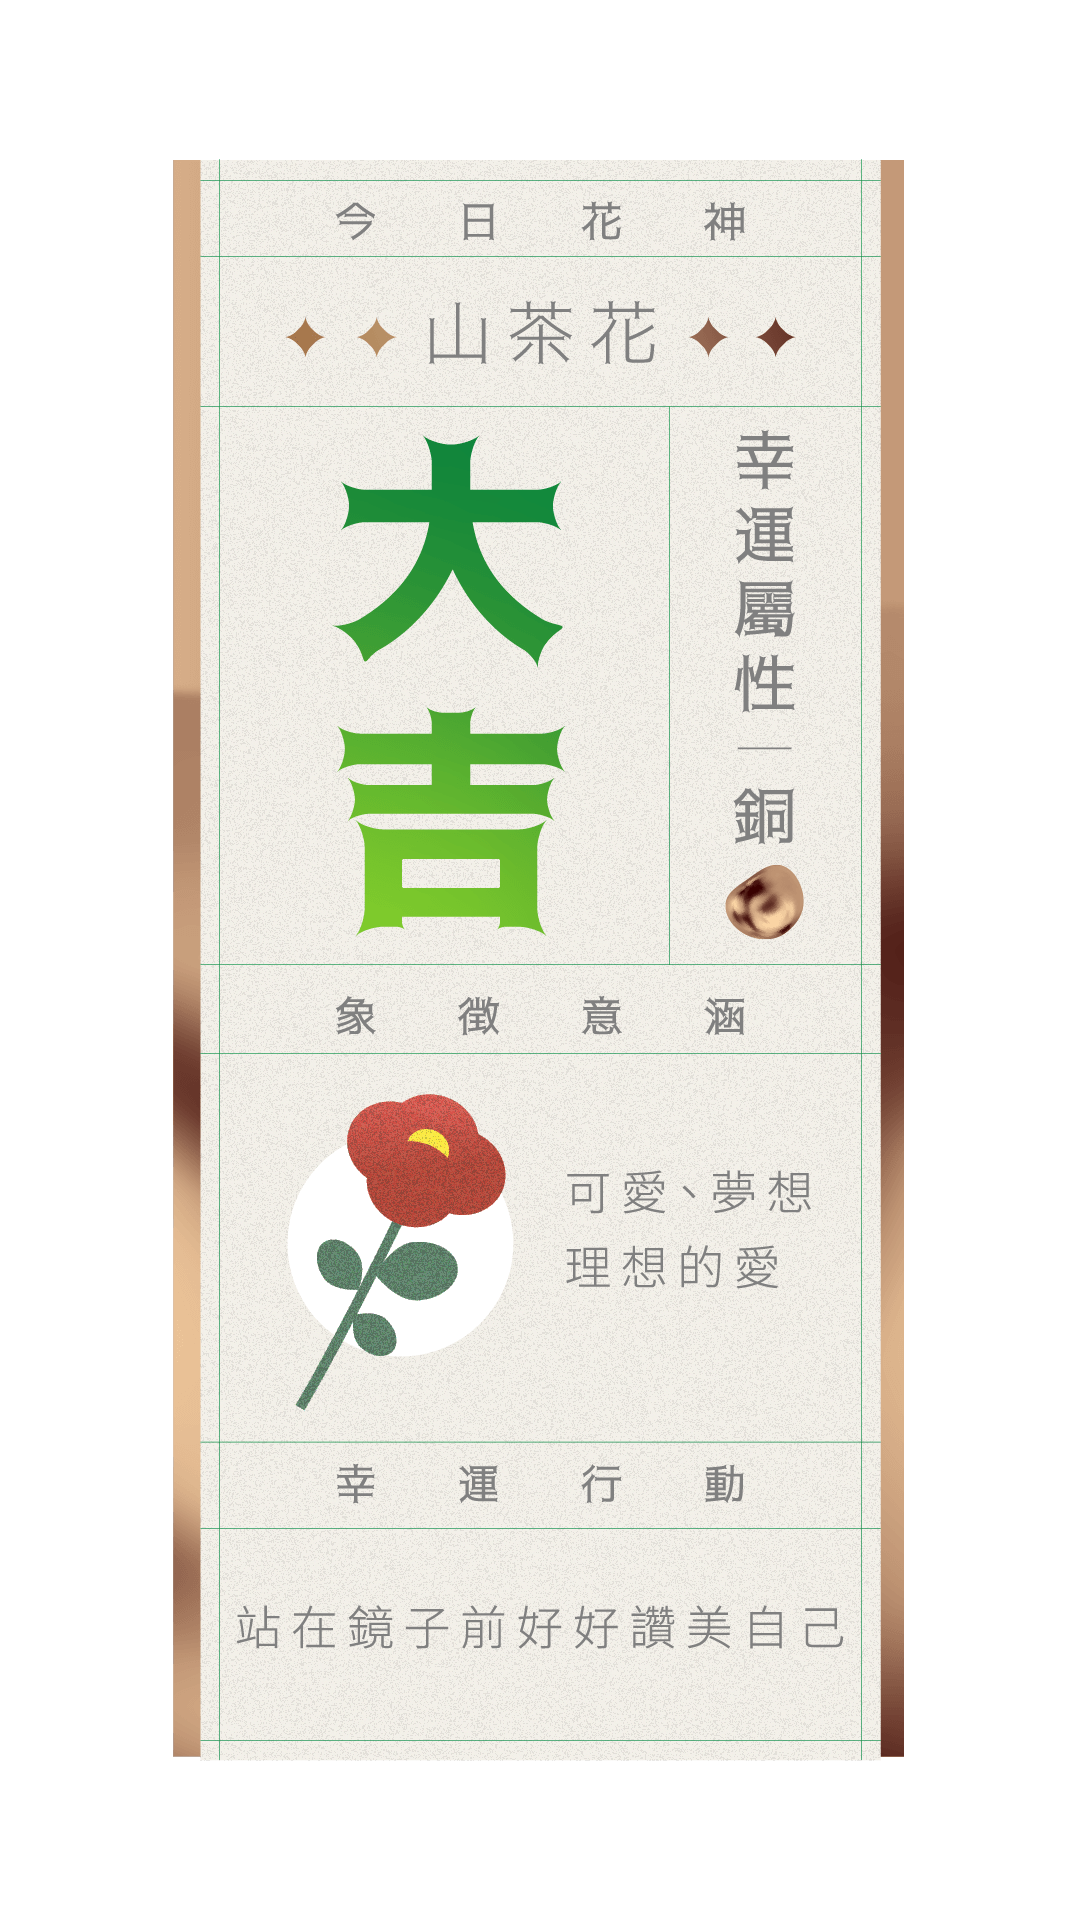 今日花神
山茶花
大吉
幸運屬性｜銅
象徵意涵
可愛、夢想
理想的愛
幸運行動
站在鏡子前好好讚美自己